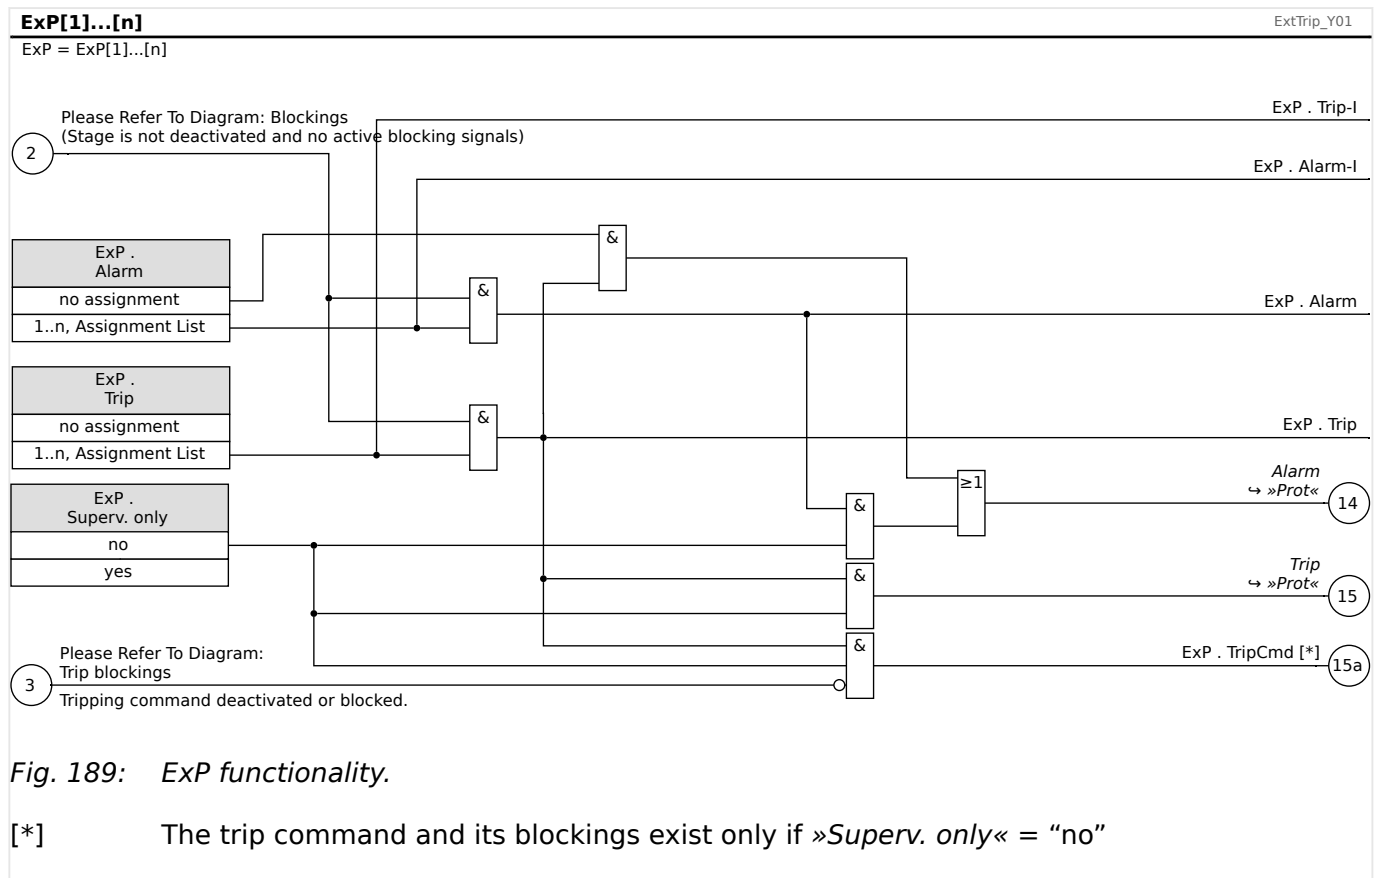 ExP[1]...[n]
ExtTrip_Y01
ExP = ExP[1]...[n]
ExP . Trip-I
Please Refer To Diagram: Blockings
(Stage is not deactivated and no active blocking signals)
2
ExP . Alarm-I
&
ExP .
Alarm
no assignment
1..n, Assignment List
&
ExP . Alarm
ExP .
Trip
no assignment
1..n, Assignment List
&
ExP . Trip
ExP .
Superv. only
no
yes
≥1
Alarm
↪ »Prot«
14
&
&
Trip
↪ »Prot«
15
&
ExP . TripCmd [*]
15a
Please Refer To Diagram:
Trip blockings
3
Tripping command deactivated or blocked.
Fig. 189: ExP functionality.
[*] The trip command and its blockings exist only if »Superv. only« = “no”